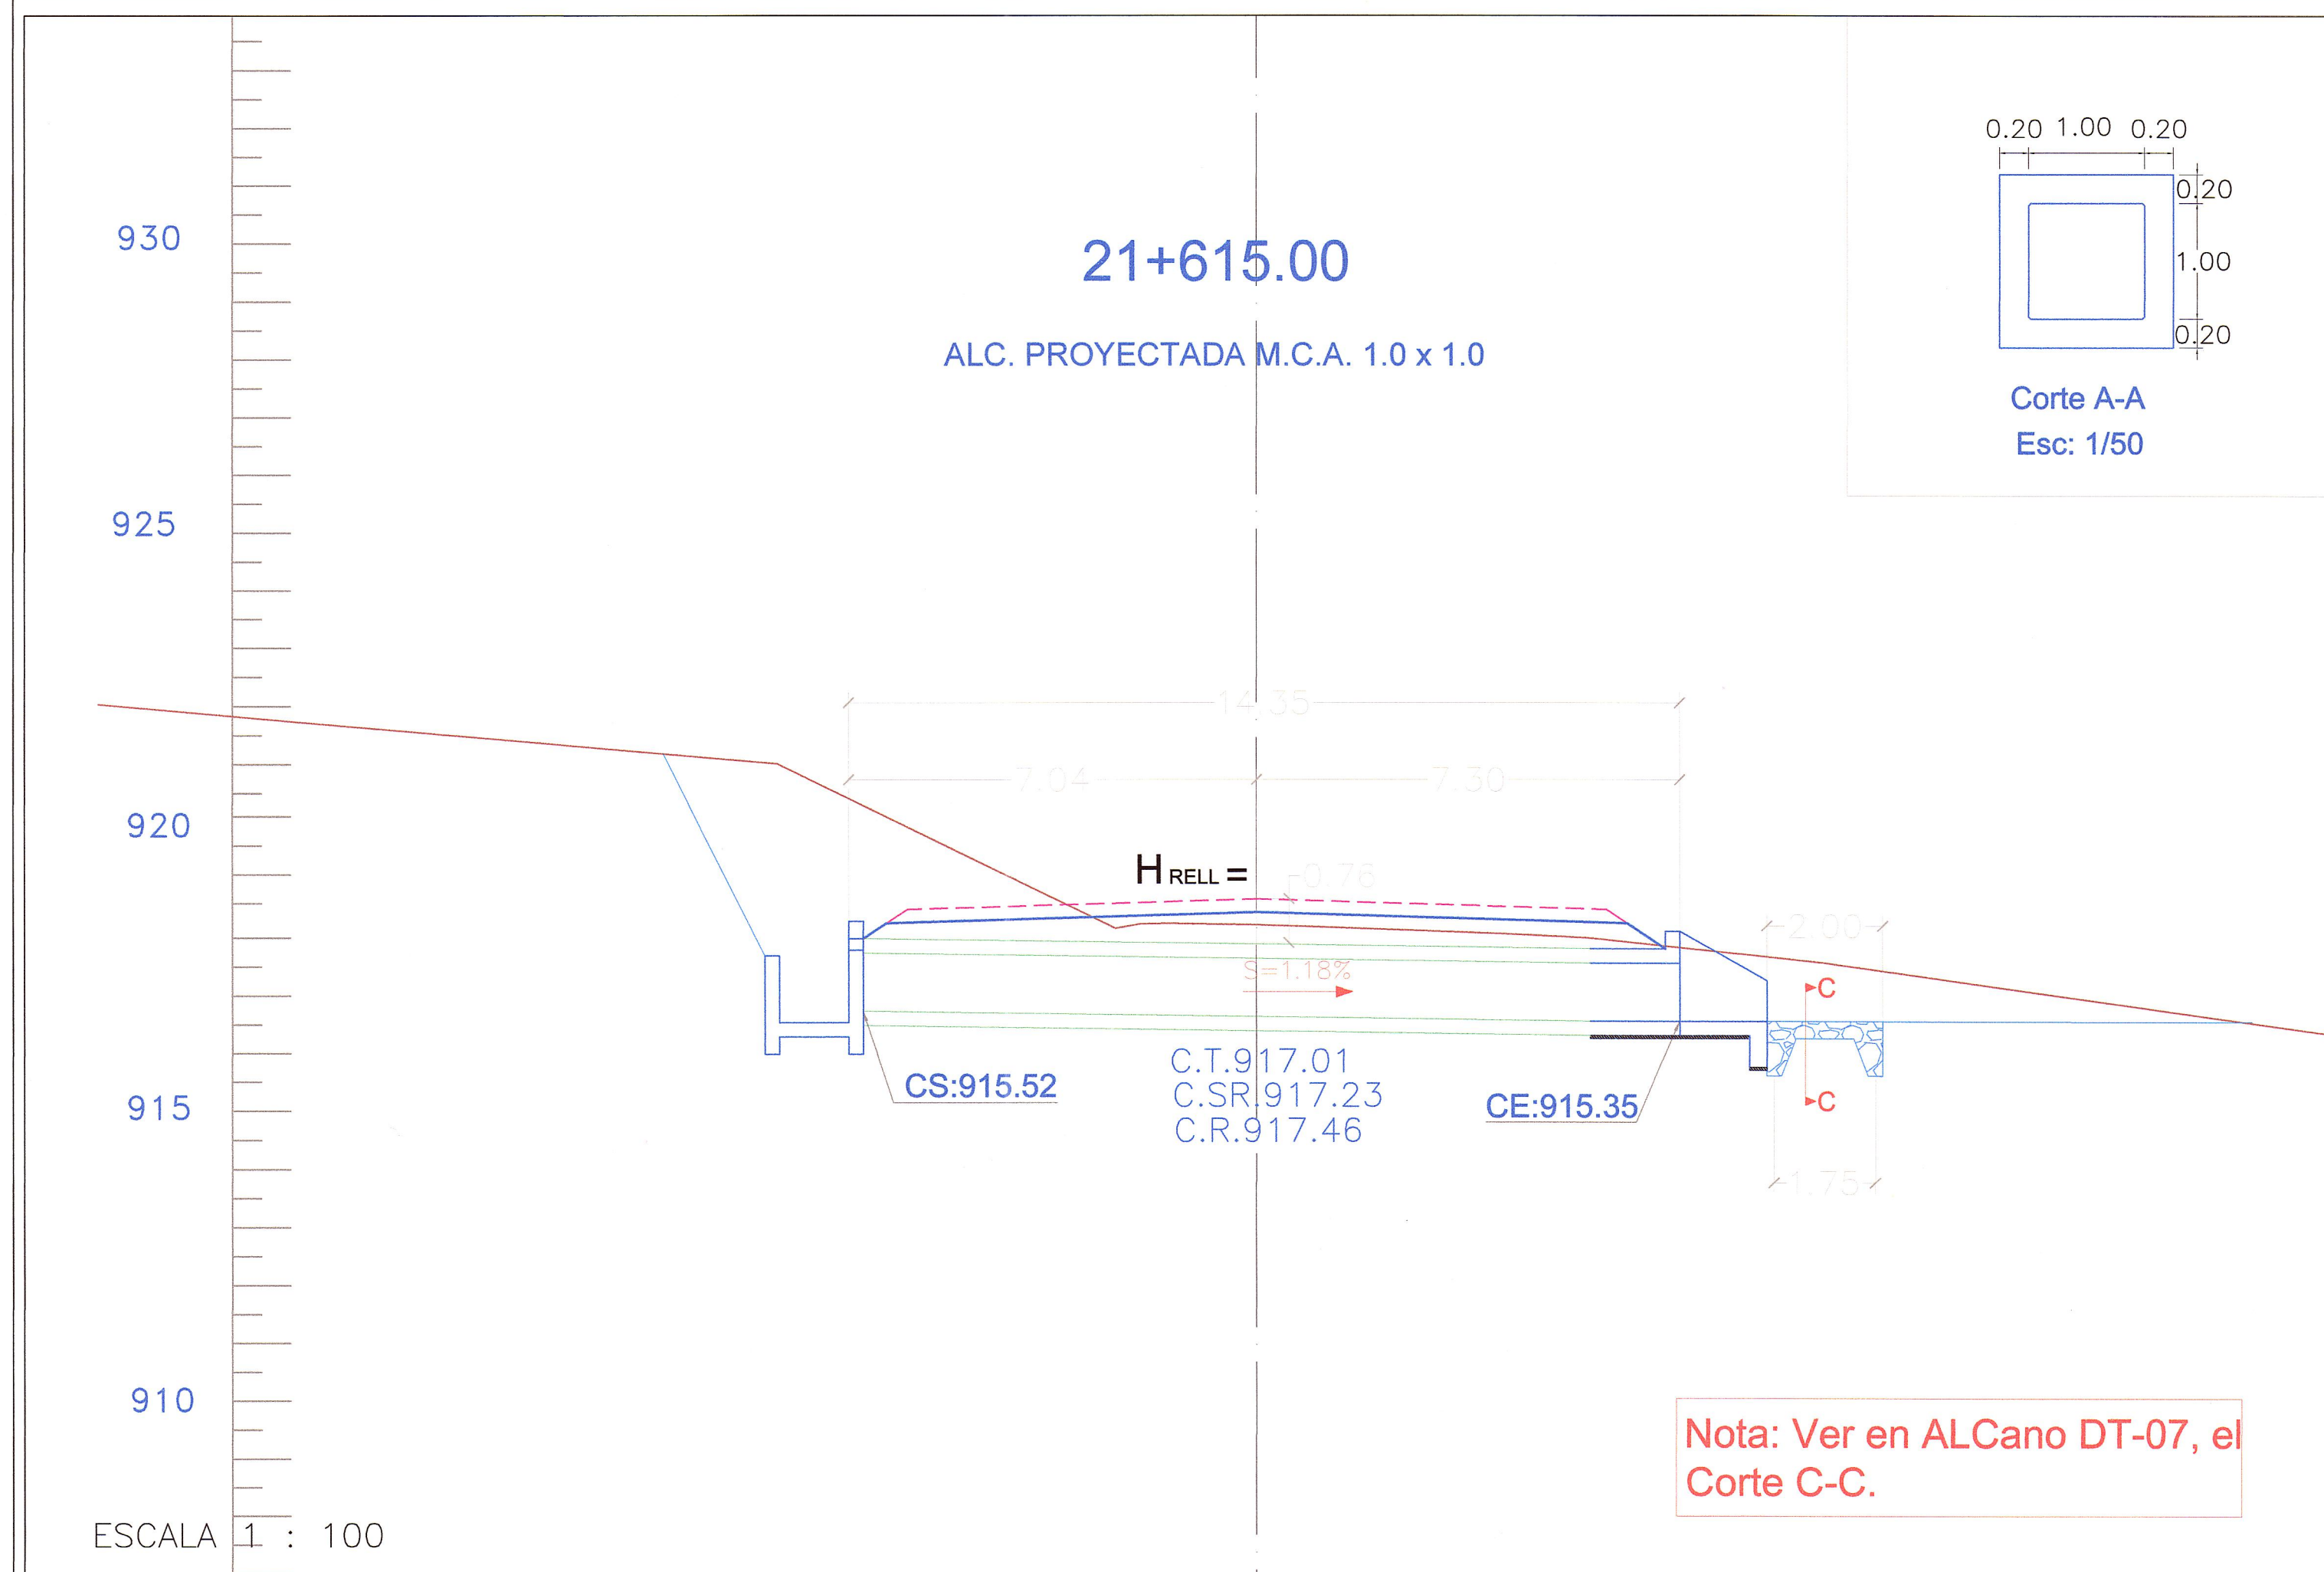 0.20 1.00 0.20
0.20
1.00
0.20
Corte A-A
Esc: 1/50
930
21+615.00
ALC. PROYECTADA M.C.A. 1.0 x 1.0
925
14.35
7.04
7.30
920
H RELL =
0.76
2.00
S=1.18%
C
C
CS:915.52
C.T.917.01
C.SR.917.23
C.R.917.46
CE:915.35
915
1.75
910
Nota: Ver en ALCano DT-07, el
Corte C-C.
ESCALA 1 : 100